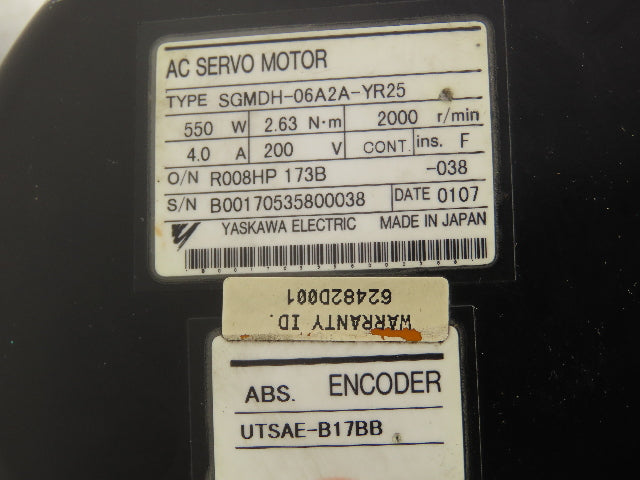 AC SERVO MOTOR
TYPE SGMDH-06A2A-YR25
550 W 2.63 N·m 2000 r/min
4.0 A 200 V CONT. ins. F
O/N R008HP 173B -038
S/N B00170535800038 DATE 0107
YASKAWA ELECTRIC MADE IN JAPAN
WARRANTY ID.
62482D001
ABS. ENCODER
UTSAE-B17BB